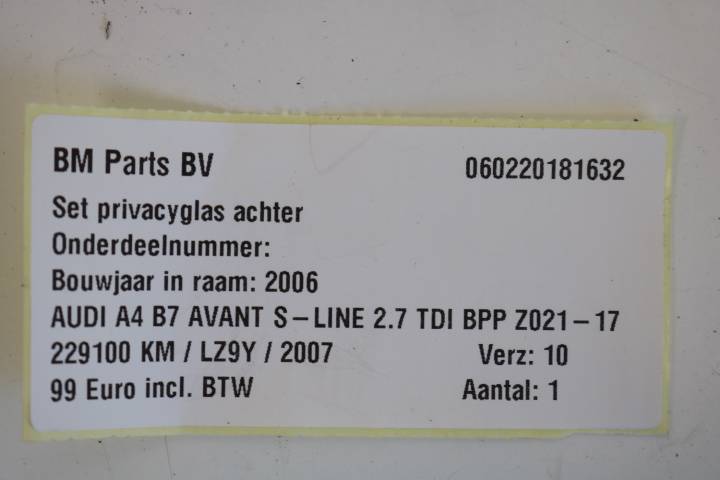 BM Parts BV 060220181632
Set privacyglas achter
Onderdeelnummer:
Bouwjaar in raam: 2006
AUDI A4 B7 AVANT S-LINE 2.7 TDI BPP Z021-17
229100 KM / LZ9Y / 2007 Verz: 10
99 Euro incl. BTW Aantal: 1